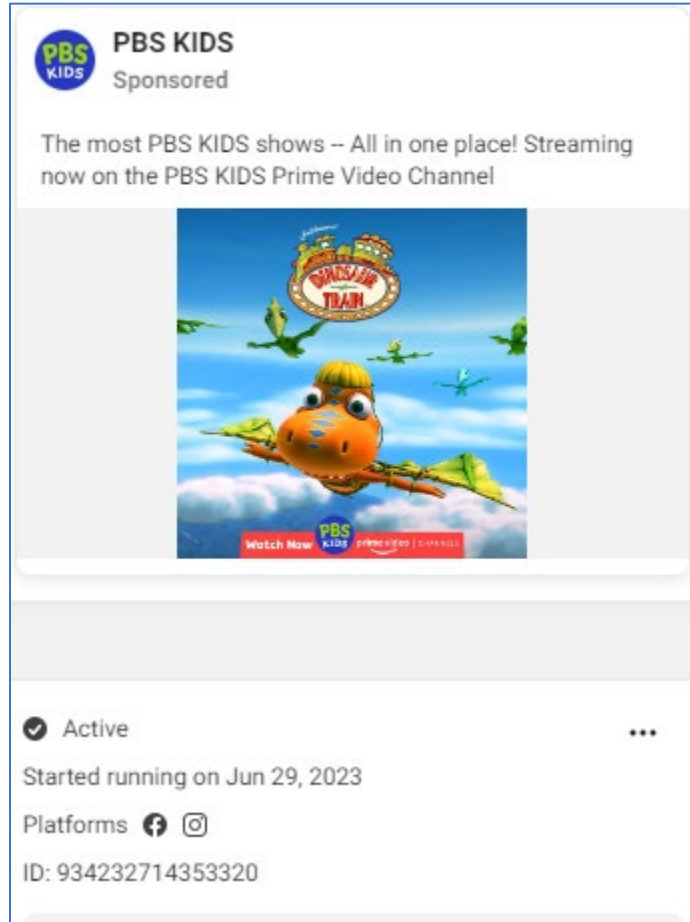 PBS KIDS
Sponsored
The most PBS KIDS shows -- All in one place! Streaming
now on the PBS KIDS Prime Video Channel
DINOSAUR
TRAIN
Watch Now PBS KIDS prime video | CHANNELS
Active
Started running on Jun 29, 2023
Platforms
ID: 934232714353320